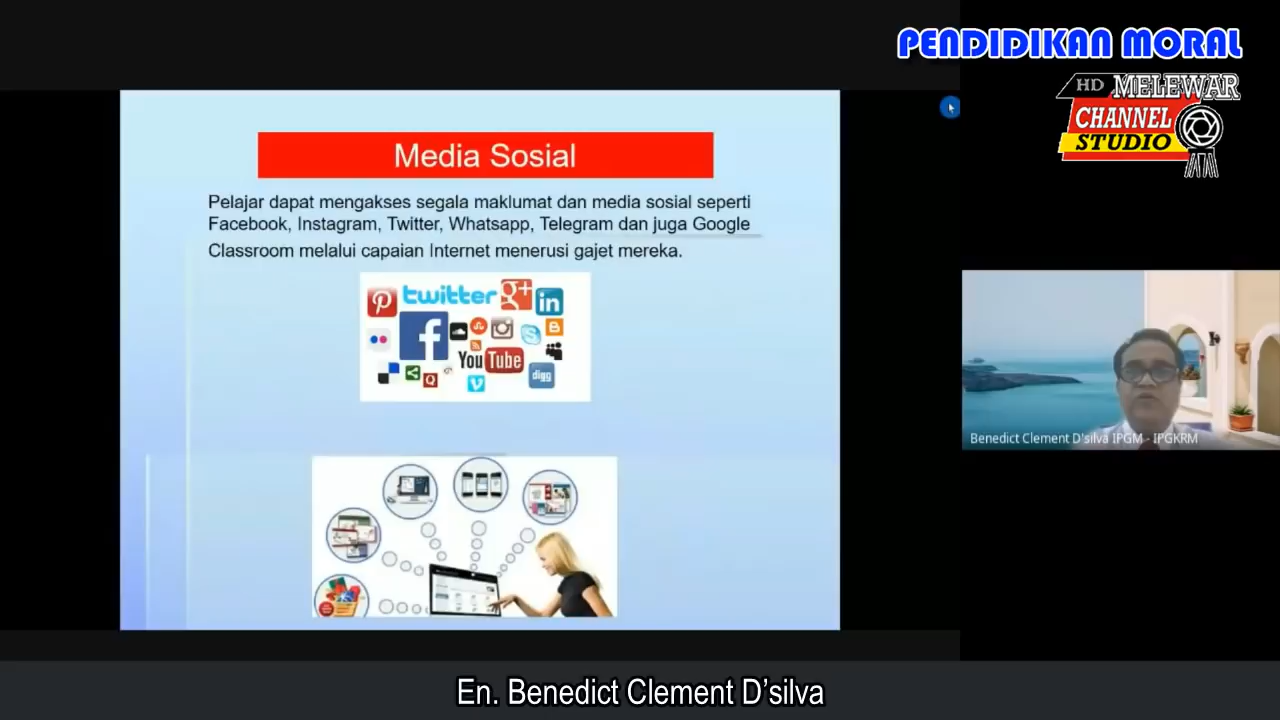 PENDIDIKAN MORAL
HD MELEWAR
CHANNEL
STUDIO
Media Sosial
Pelajar dapat mengakses segala maklumat dan media sosial seperti
Facebook, Instagram, Twitter, Whatsapp, Telegram dan juga Google
Classroom melalui capaian Internet menerusi gajet mereka.
twitter
g+
in
f
You Tube
digg
Benedict Clement D'silva IPGM - IPGKRM
En. Benedict Clement D’silva